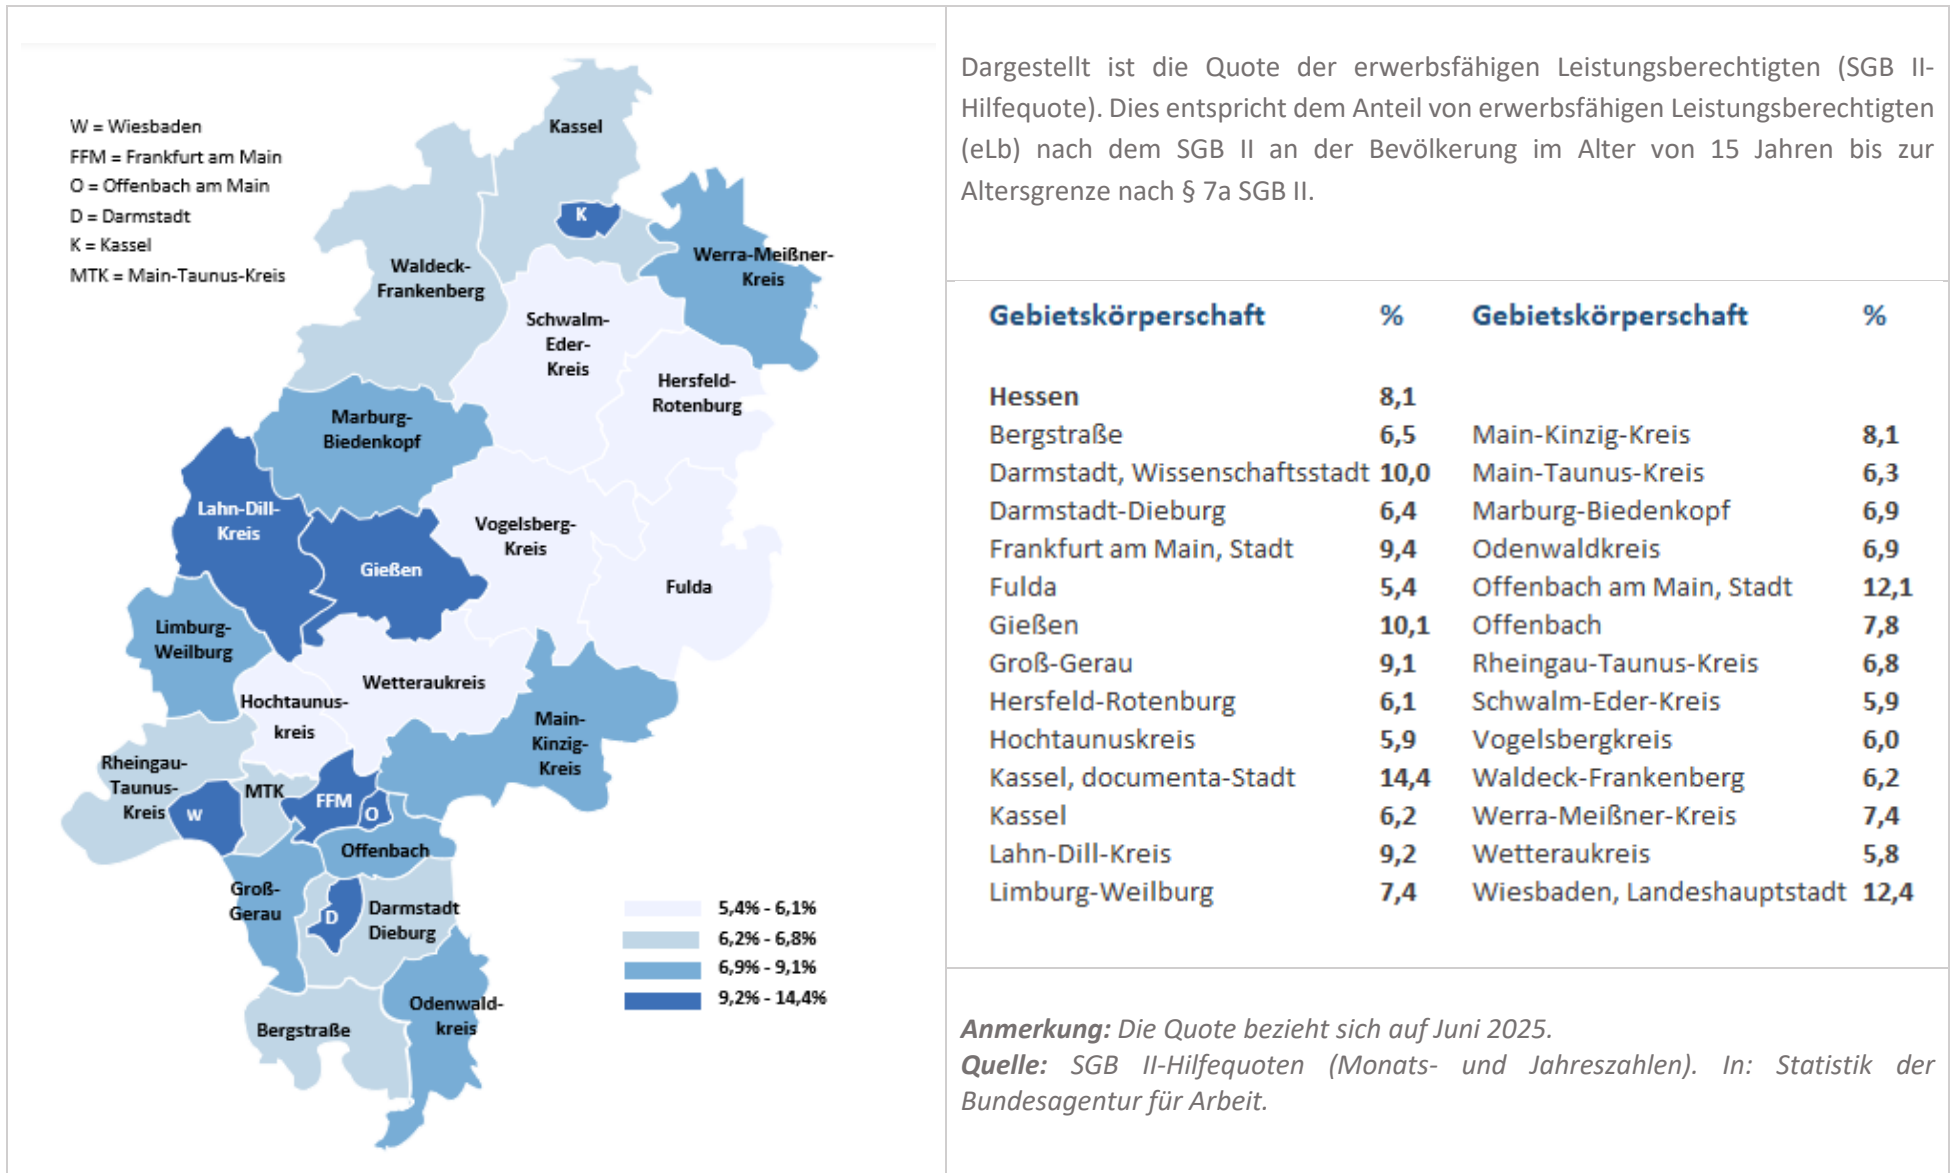 W = Wiesbaden
FFM = Frankfurt am Main
O = Offenbach am Main
D = Darmstadt
K = Kassel
MTK = Main-Taunus-Kreis
Kassel
K
Werra-Meißner-
Kreis
Waldeck-
Frankenberg
Schwalm-
Eder-
Kreis
Hersfeld-
Rotenburg
Marburg-
Biedenkopf
Lahn-Dill-
Kreis
Vogelsberg-
Kreis
Gießen
Fulda
Limburg-
Weilburg
Wetteraukreis
Hochtaunus-
kreis
Main-
Kinzig-
Kreis
Rheingau-
Taunus-
Kreis
W
MTK
FFM
O
Offenbach
Groß-
Gerau
D
Darmstadt
Dieburg
Odenwald-
kreis
Bergstraße
5,4% - 6,1%
6,2% - 6,8%
6,9% - 9,1%
9,2% - 14,4%
Dargestellt ist die Quote der erwerbsfähigen Leistungsberechtigten (SGB II-
Hilfequote). Dies entspricht dem Anteil von erwerbsfähigen Leistungsberechtigten
(eLb) nach dem SGB II an der Bevölkerung im Alter von 15 Jahren bis zur
Altersgrenze nach § 7a SGB II.
Gebietskörperschaft % Gebietskörperschaft %
Hessen 8,1
Bergstraße 6,5 Main-Kinzig-Kreis 8,1
Darmstadt, Wissenschaftsstadt 10,0 Main-Taunus-Kreis 6,3
Darmstadt-Dieburg 6,4 Marburg-Biedenkopf 6,9
Frankfurt am Main, Stadt 9,4 Odenwaldkreis 6,9
Fulda 5,4 Offenbach am Main, Stadt 12,1
Gießen 10,1 Offenbach 7,8
Groß-Gerau 9,1 Rheingau-Taunus-Kreis 6,8
Hersfeld-Rotenburg 6,1 Schwalm-Eder-Kreis 5,9
Hochtaunuskreis 5,9 Vogelsbergkreis 6,0
Kassel, documenta-Stadt 14,4 Waldeck-Frankenberg 6,2
Kassel 6,2 Werra-Meißner-Kreis 7,4
Lahn-Dill-Kreis 9,2 Wetteraukreis 5,8
Limburg-Weilburg 7,4 Wiesbaden, Landeshauptstadt 12,4
Anmerkung: Die Quote bezieht sich auf Juni 2025.
Quelle: SGB II-Hilfequoten (Monats- und Jahreszahlen). In: Statistik der
Bundesagentur für Arbeit.